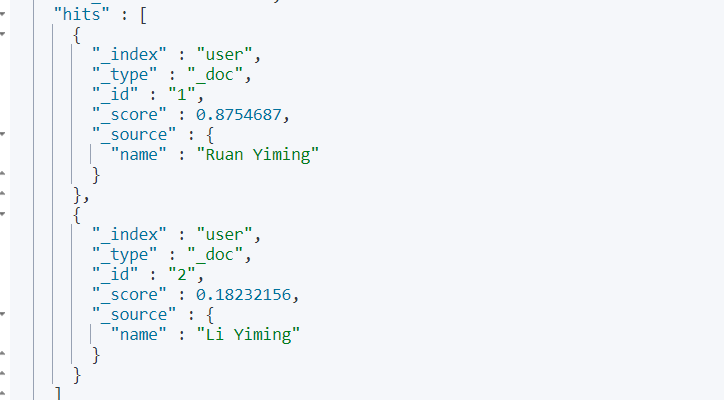 "hits" : [
{
"_index" : "user",
"_type" : "_doc",
"_id" : "1",
"_score" : 0.8754687,
"_source" : {
"name" : "Ruan Yiming"
}
},
{
"_index" : "user",
"_type" : "_doc",
"_id" : "2",
"_score" : 0.18232156,
"_source" : {
"name" : "Li Yiming"
}
}
]